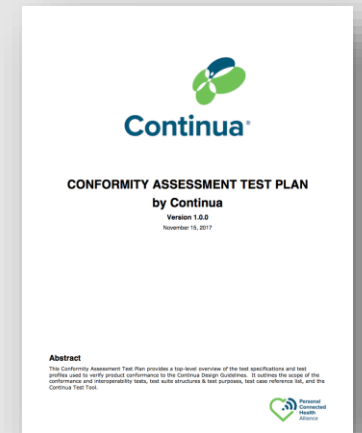 Continua®
CONFORMITY ASSESSMENT TEST PLAN
by Continua
Version 1.0.0
November 15, 2017
Abstract
This Conformity Assessment Test Plan provides a top-level overview of the test specifications and test
profiles used to verify product conformance to the Continua Design Guidelines. It outlines the scope of the
conformance and interoperability tests, test suite structures & test purposes, test case reference list, and the
Continua Test Tool.
Personal
Connected
Health
Alliance